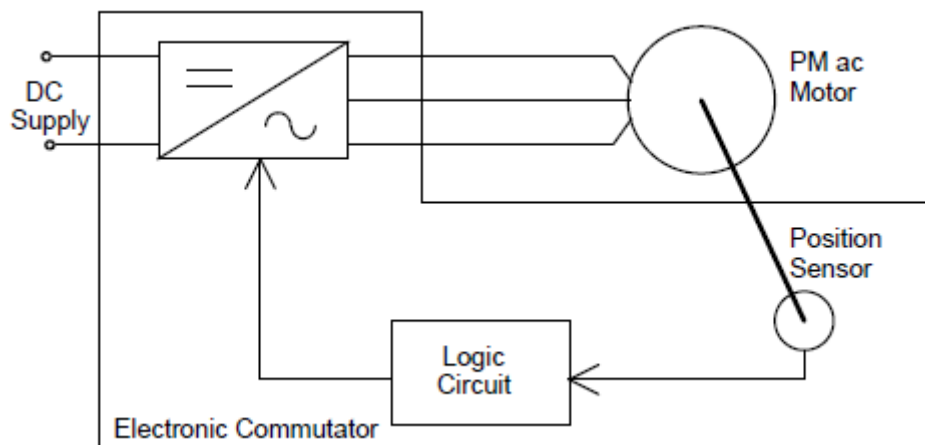 DC
Supply
PM ac
Motor
Position
Sensor
Logic
Circuit
Electronic Commutator